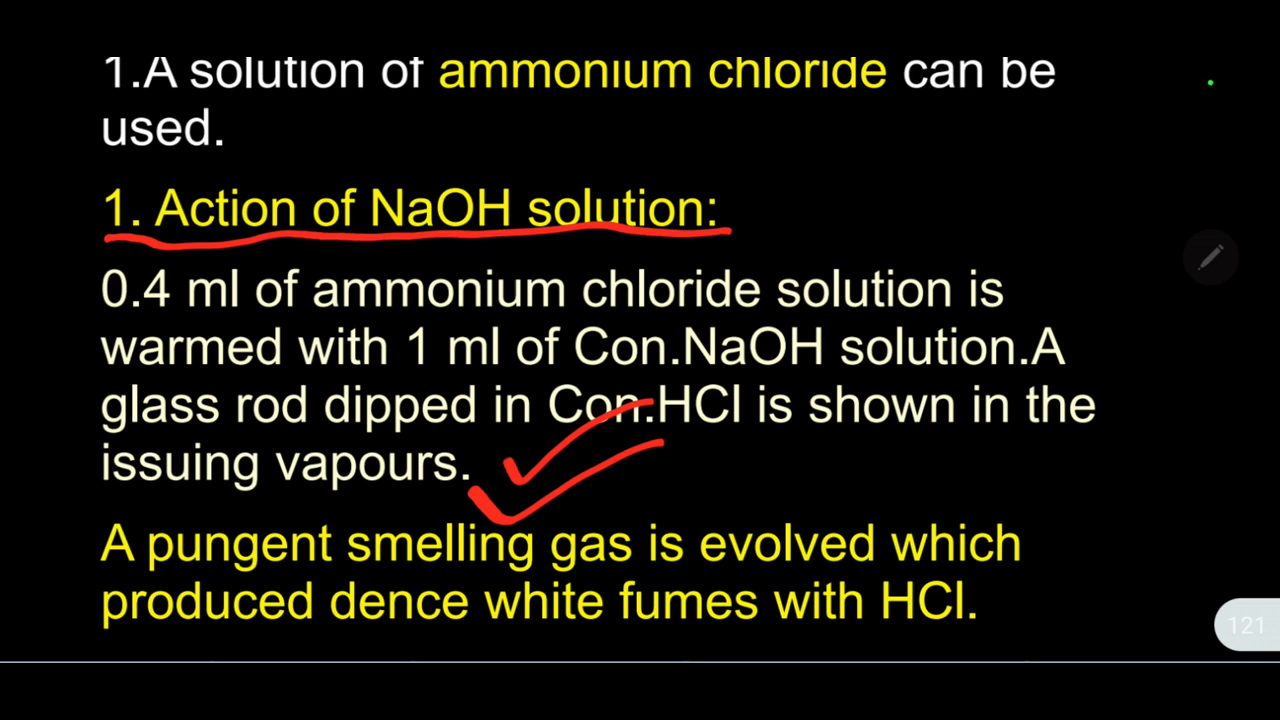 1.A solution of ammonium chloride can be
used.
1. Action of NaOH solution:
0.4 ml of ammonium chloride solution is
warmed with 1 ml of Con.NaOH solution.A
glass rod dipped in Con.HCl is shown in the
issuing vapours.
A pungent smelling gas is evolved which
produced dence white fumes with HCl.
121